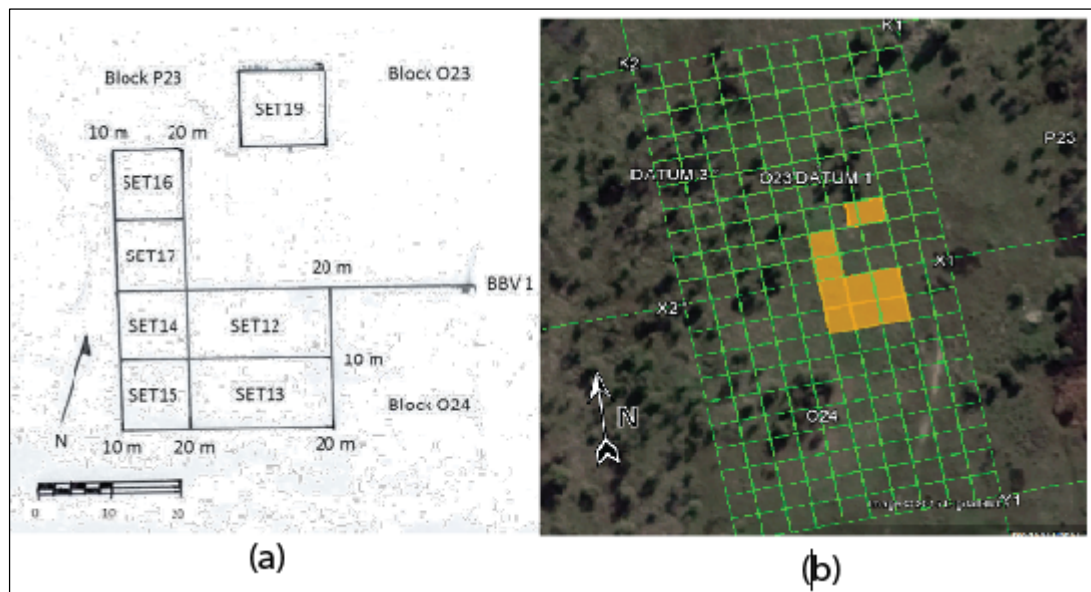 Block P23
Block O23
SET19
10 m 20 m
SET16
SET17
20 m
BBV 1
SET14
SET12
10 m
SET15
SET13
Block O24
N
10 m 20 m
20 m
0 10 20
(a)
K1
K2
P23
DATUM 3
O23 DATUM 1
X1
X2
N
O24
X1
(b)